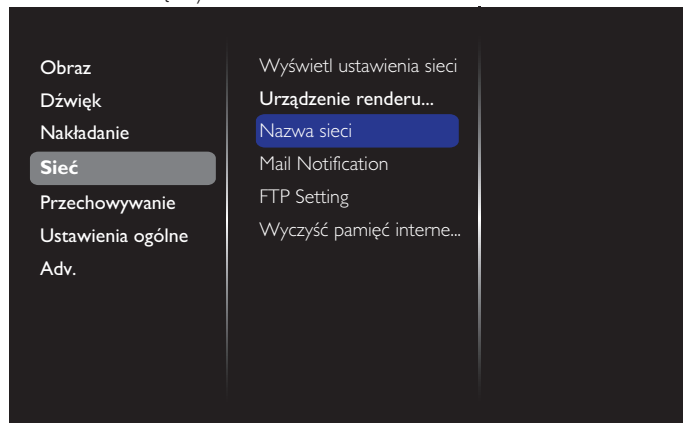 Obraz
Dźwięk
Nakładanie
Sieć
Przechowywanie
Ustawienia ogólne
Adv.
Wyświetl ustawienia sieci
Urządzenie renderu...
Nazwa sieci
Mail Notification
FTP Setting
Wyczyść pamięć interne...